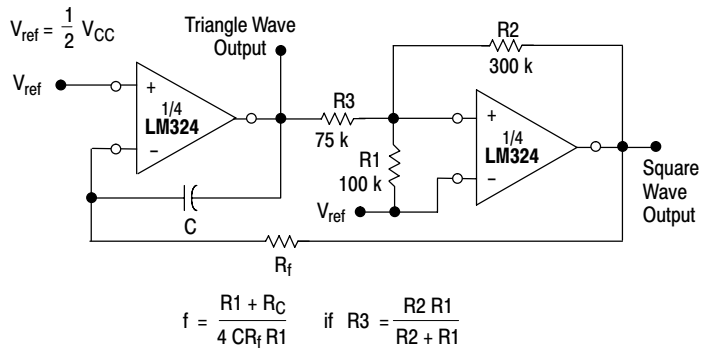 V_ref = 1/2 V_CC
Triangle Wave
Output
R2
300 k
V_ref
+
1/4
LM324
−
R3
75 k
+
1/4
LM324
−
R1
100 k
Square
Wave
Output
V_ref
C
R_f
f = (R1 + R_C)/(4 CR_f R1) if R3 = (R2 R1)/(R2 + R1)